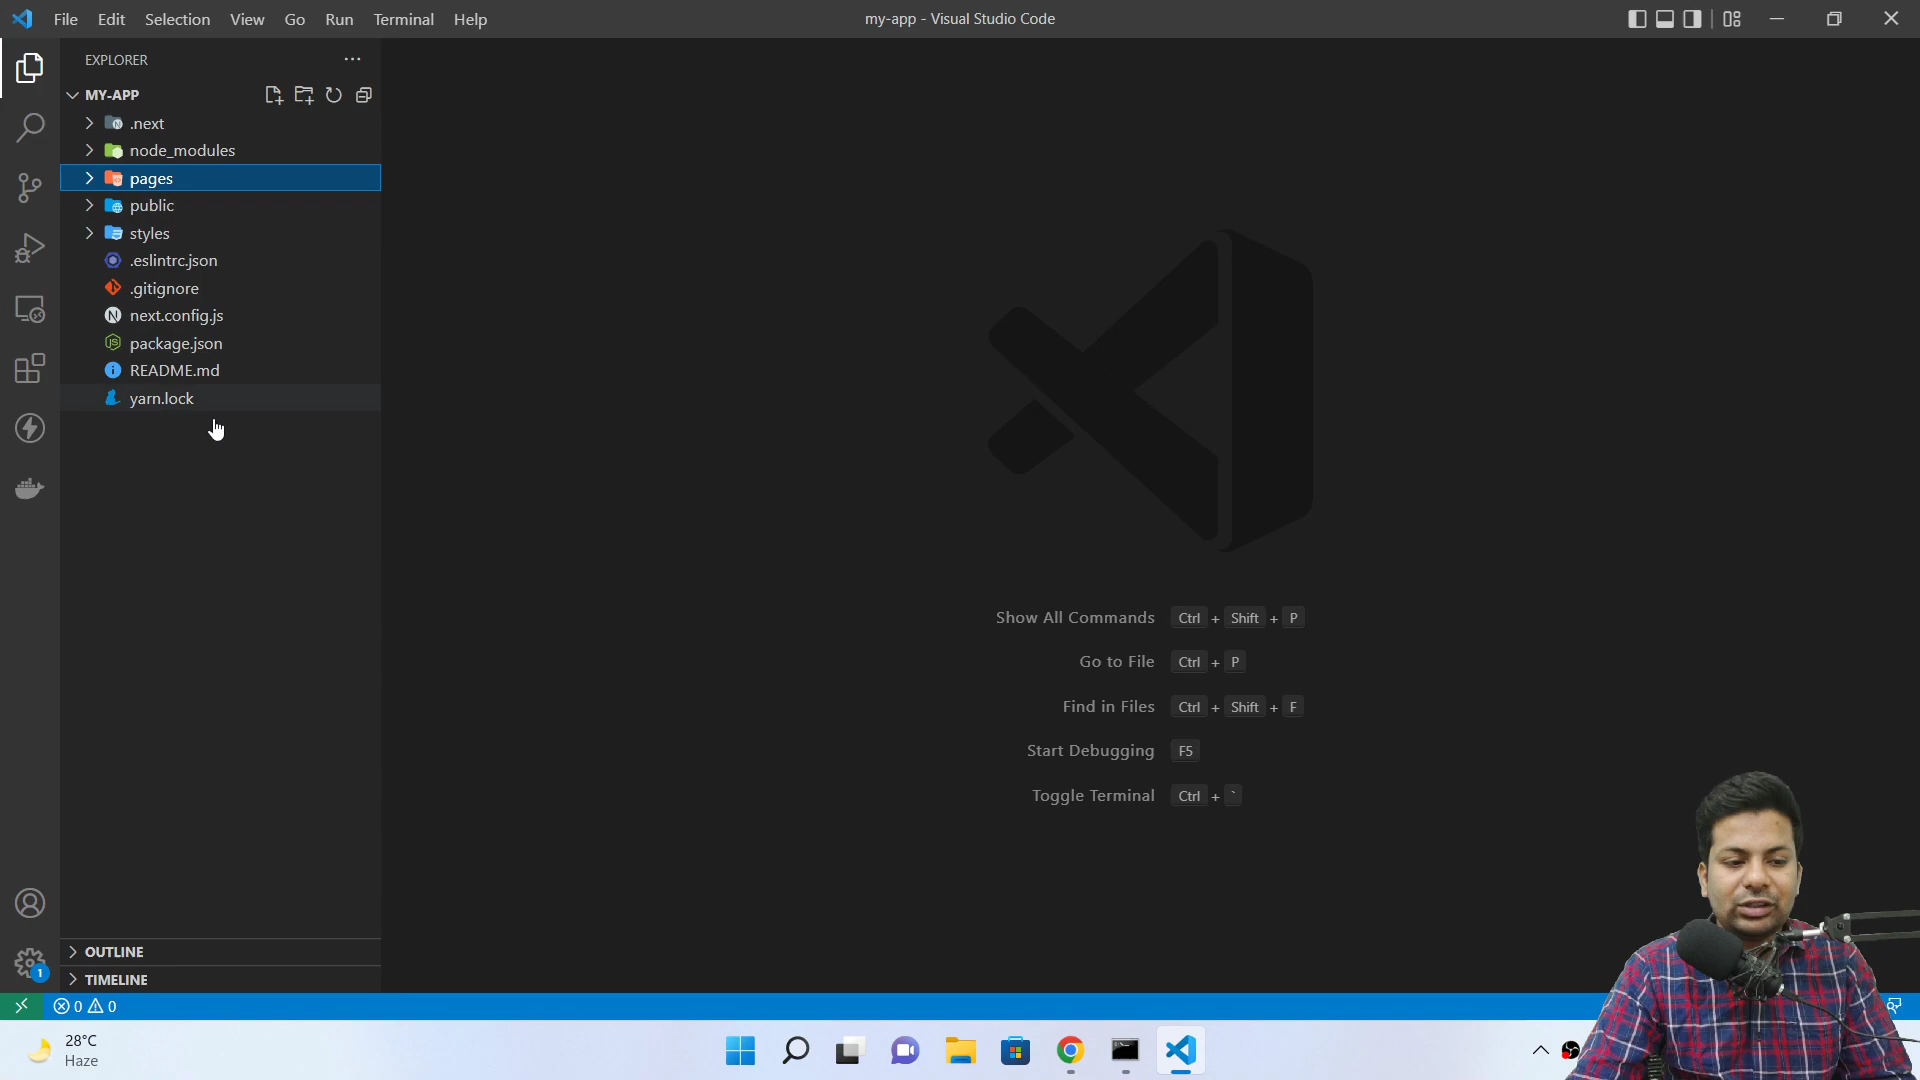 File Edit Selection View Go Run Terminal Help
my-app - Visual Studio Code
EXPLORER
MY-APP
.next
node_modules
pages
public
styles
.eslintrc.json
.gitignore
N next.config.js
JS package.json
README.md
yarn.lock
Show All Commands Ctrl + Shift + P
Go to File Ctrl + P
Find in Files Ctrl + Shift + F
Start Debugging F5
Toggle Terminal Ctrl + `
1
OUTLINE
TIMELINE
0 0
28°C
Haze